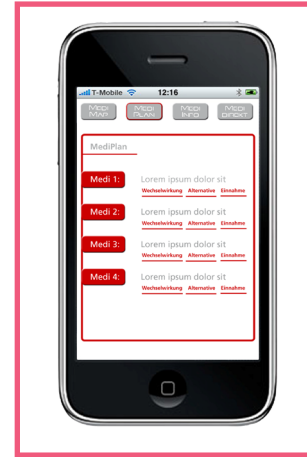 T-Mobile 12:16
MEDI MEDI MEDI MEDI
MAP PLAN INFO DIREKT
MediPlan
Medi 1: Lorem ipsum dolor sit
Wechselwirkung Alternative Einnahme
Medi 2: Lorem ipsum dolor sit
Wechselwirkung Alternative Einnahme
Medi 3: Lorem ipsum dolor sit
Wechselwirkung Alternative Einnahme
Medi 4: Lorem ipsum dolor sit
Wechselwirkung Alternative Einnahme